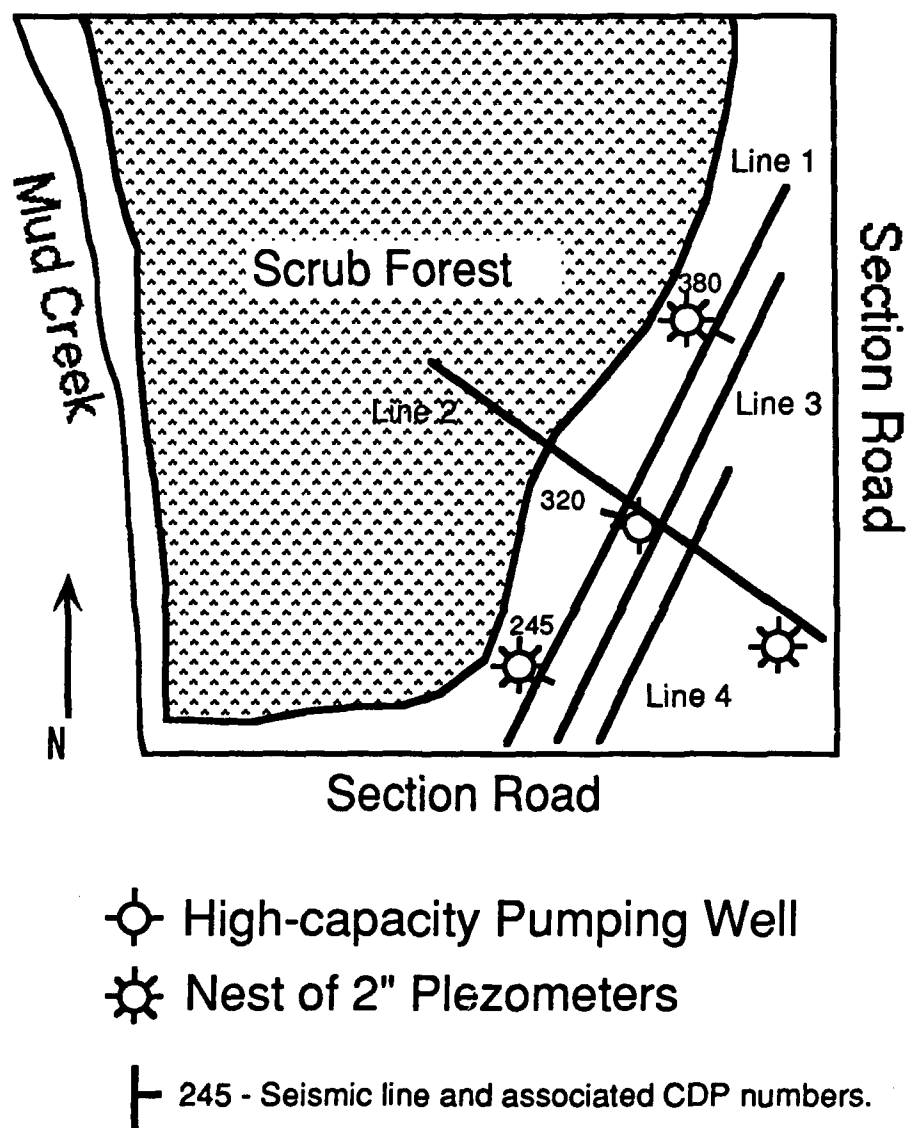 Line 1
Mud Creek
Scrub Forest
380
Section Road
Line 2
Line 3
320
245
Line 4
N
Section Road
High-capacity Pumping Well
Nest of 2" Plezometers
245 - Seismic line and associated CDP numbers.